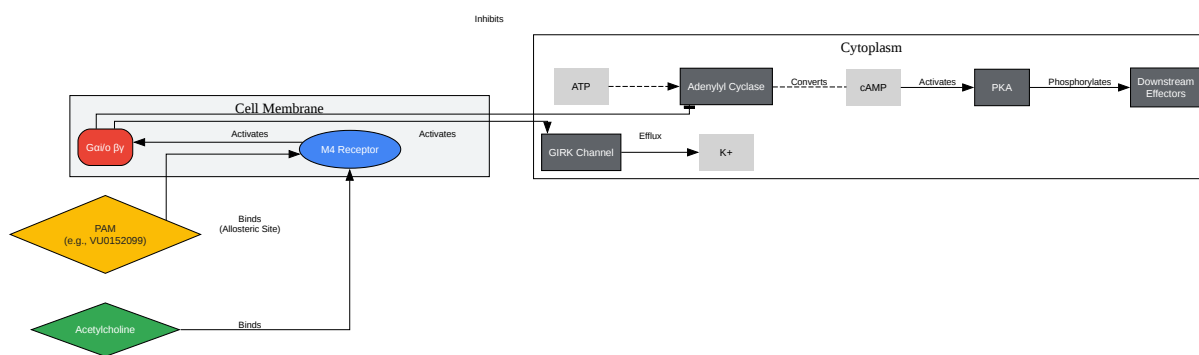 Inhibits
Cytoplasm
ATP
Adenylyl Cyclase
Converts
cAMP
Activates
PKA
Phosphorylates
Downstream
Effectors
Cell Membrane
Gαi/o βγ
Activates
M4 Receptor
Activates
GIRK Channel
Efflux
K+
PAM
(e.g., VU0152099)
Binds
(Allosteric Site)
Acetylcholine
Binds